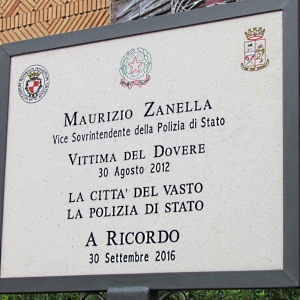 MAURIZIO ZANELLA
Vice Sovrintendente della Polizia di Stato
VITTIMA DEL DOVERE
30 Agosto 2012
LA CITTA' DEL VASTO
LA POLIZIA DI STATO
A RICORDO
30 Settembre 2016